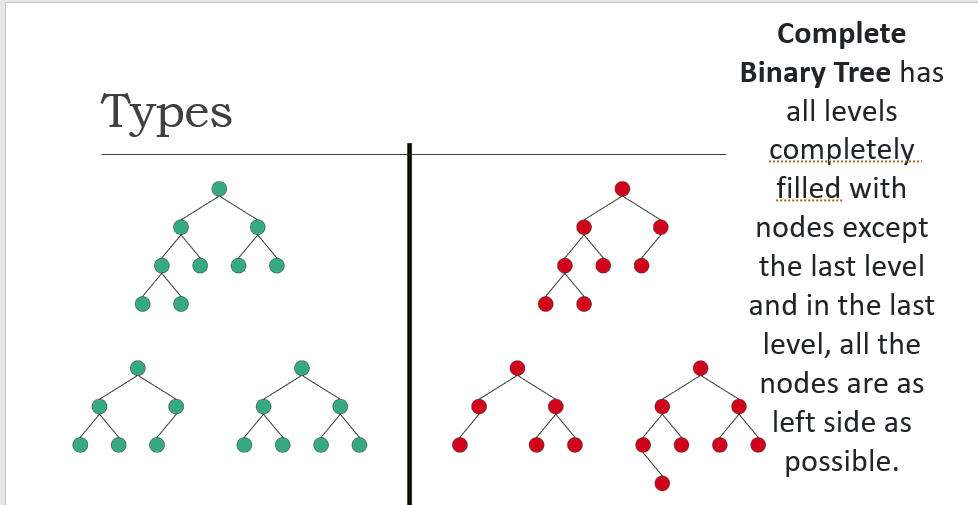 Types
Complete
Binary Tree has
all levels
completely
filled with
nodes except
the last level
and in the last
level, all the
nodes are as
left side as
possible.